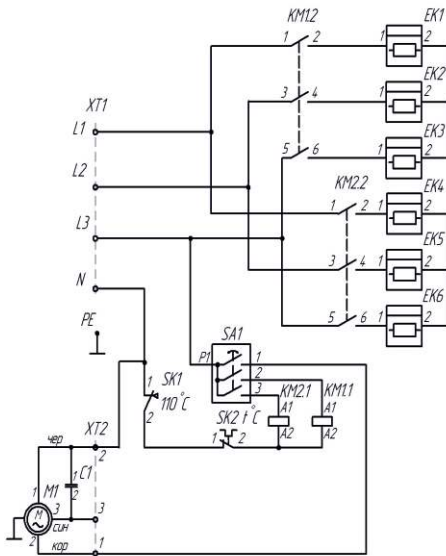 KM1.2 EK1
1 2 1 2
EK2
3 4 1 2
XT1 EK3
L1 5 6 1 2
KM2.2 EK4
L2 1 2 1 2
EK5
L3 3 4 1 2
EK6
N 5 6 1 2
PE SA1
P1 1
SK1 2
1 3
110°C KM2.1 KM1.1
2 SK2 t°C A1 A1
XT2 1 2 A2 A2
чер 2
C1
1 M1 1
2
M 3 син 3
2 кор 1